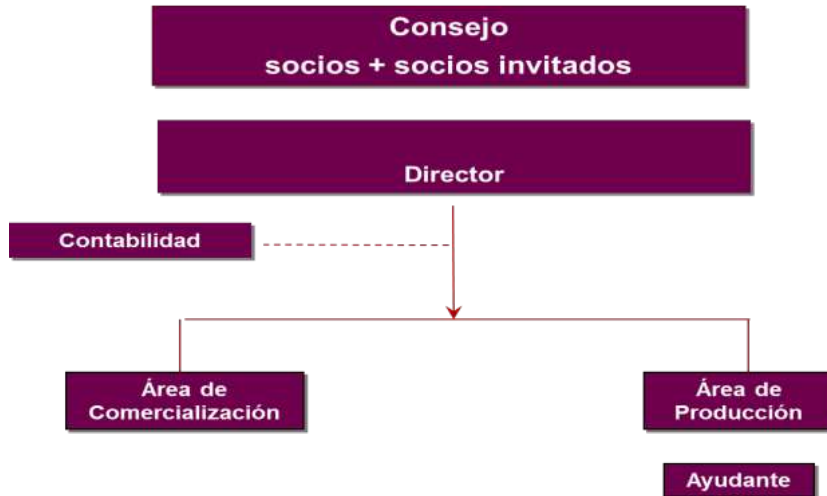 Consejo
socios + socios invitados
Director
Contabilidad
Área de
Comercialización
Área de
Producción
Ayudante